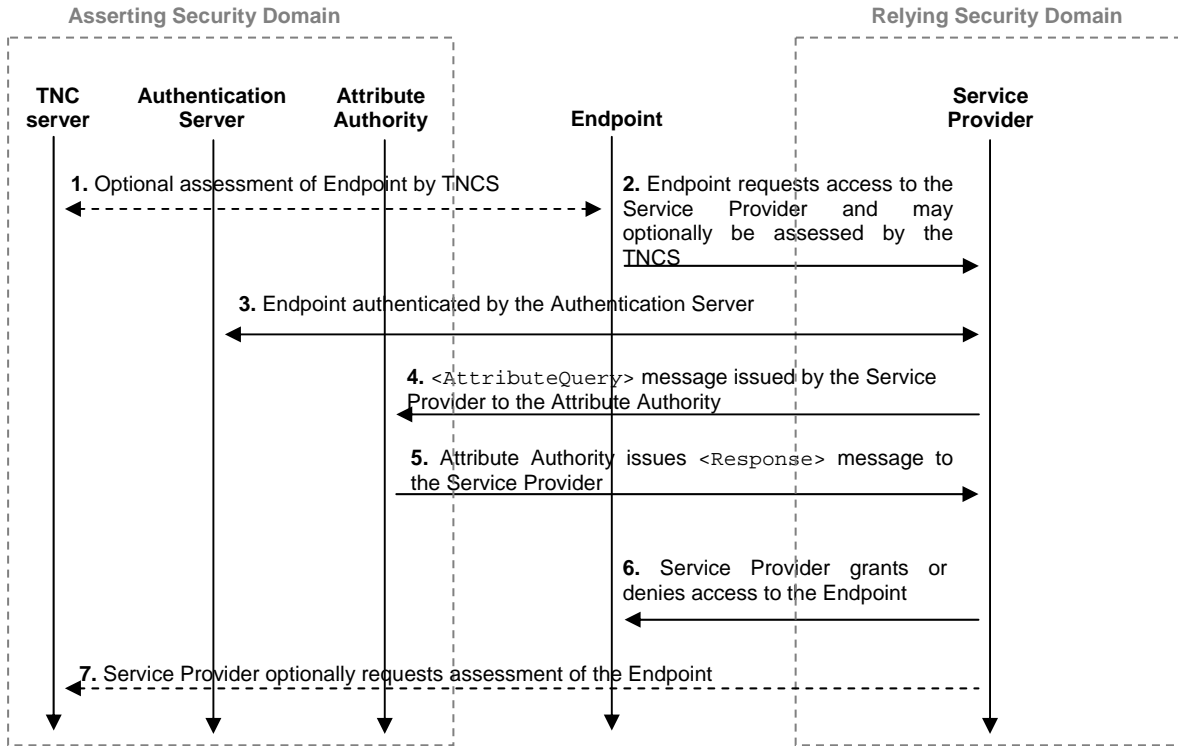 Asserting Security Domain
Relying Security Domain
TNC
server
Authentication
Server
Attribute
Authority
Endpoint
Service
Provider
1. Optional assessment of Endpoint by TNCS
2. Endpoint requests access to the
Service Provider and may
optionally be assessed by the
TNCS
3. Endpoint authenticated by the Authentication Server
4. <AttributeQuery> message issued by the Service
Provider to the Attribute Authority
5. Attribute Authority issues <Response> message to
the Service Provider
6. Service Provider grants or
denies access to the Endpoint
7. Service Provider optionally requests assessment of the Endpoint